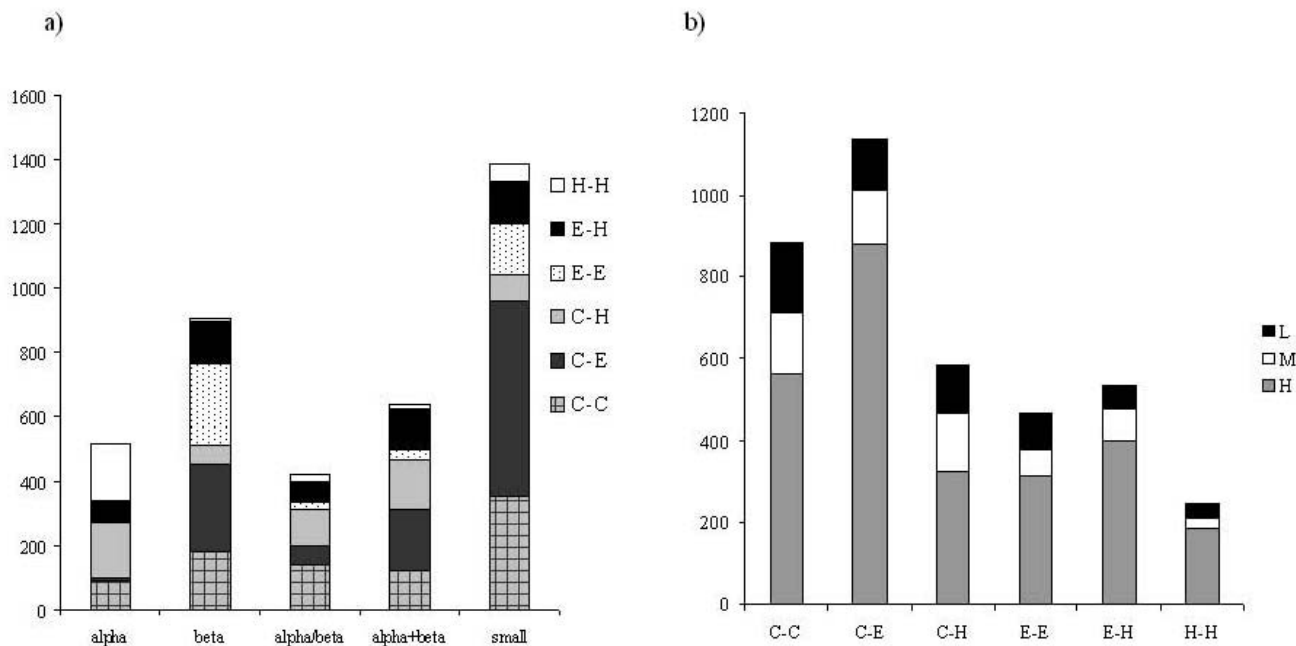 a)
1600
1400
1200
1000
800
600
400
200
0
alpha beta alpha/beta alpha+beta small
H-H
E-H
E-E
C-H
C-E
C-C
b)
1200
1000
800
600
400
200
0
C-C C-E C-H E-E E-H H-H
L
M
H